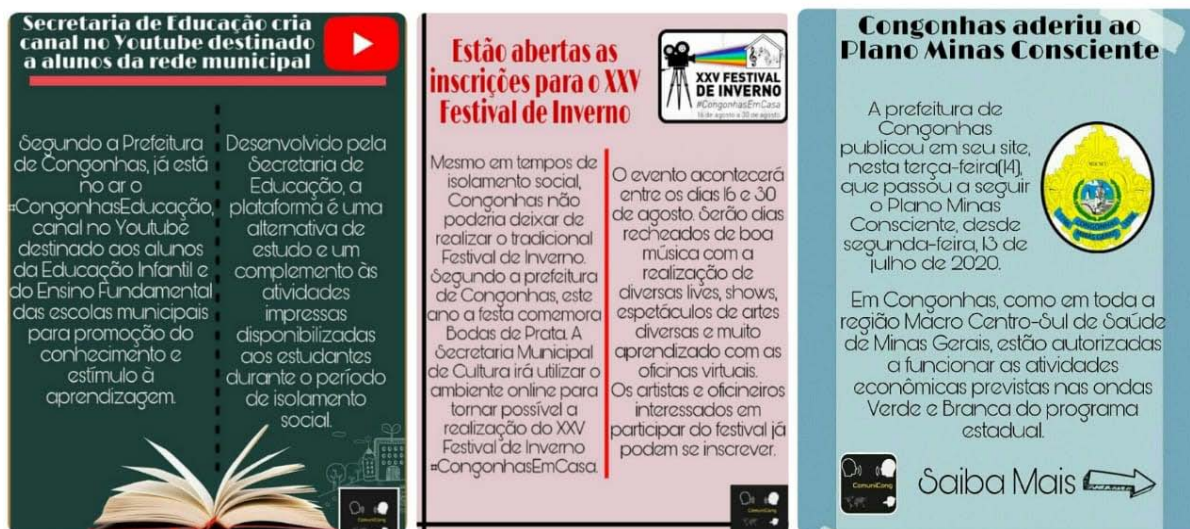 Secretaria de Educação cria
canal no Youtube destinado
a alunos da rede municipal
Segundo a Prefeitura
de Congonhas, já está
no ar o
#CongonhasEducação,
canal no Youtube
destinado aos alunos
da Educação Infantil e
do Ensino Fundamental
das escolas municipais
para promoção do
conhecimento e
estímulo à
aprendizagem.
Desenvolvido pela
Secretaria de
Educação, a
plataforma é uma
alternativa de
estudo e um
complemento às
atividades
impressas
disponibilizadas
aos estudantes
durante o período
de isolamento
social.
ComuniCong
Estão abertas as
inscrições para o XXV
Festival de Inverno
XXV FESTIVAL
DE INVERNO
#CongonhasEmCasa
16 de agosto a 30 de agosto
Mesmo em tempos de
isolamento social,
Congonhas não
poderia deixar de
realizar o tradicional
Festival de Inverno.
Segundo a prefeitura
de Congonhas, este
ano a festa comemora
Bodas de Prata. A
Secretaria Municipal
de Cultura irá utilizar o
ambiente online para
tornar possível a
realização do XXV
Festival de Inverno
#CongonhasEmCasa.
O evento acontecerá
entre os dias 16 e 30
de agosto. Serão dias
recheados de boa
música com a
realização de
diversas lives, shows,
espetáculos de artes
diversas e muito
aprendizado com as
oficinas virtuais.
Os artistas e oficineiros
interessados em
participar do festival já
podem se inscrever.
ComuniCong
Congonhas aderiu ao
Plano Minas Consciente
A prefeitura de
Congonhas
publicou em seu site,
nesta terça-feira(14),
que passou a seguir
o Plano Minas
Consciente, desde
segunda-feira, 13 de
julho de 2020.
Em Congonhas, como em toda a
região Macro Centro-Sul de Saúde
de Minas Gerais, estão autorizadas
a funcionar as atividades
econômicas previstas nas ondas
Verde e Branca do programa
estadual.
ComuniCong
Saiba Mais